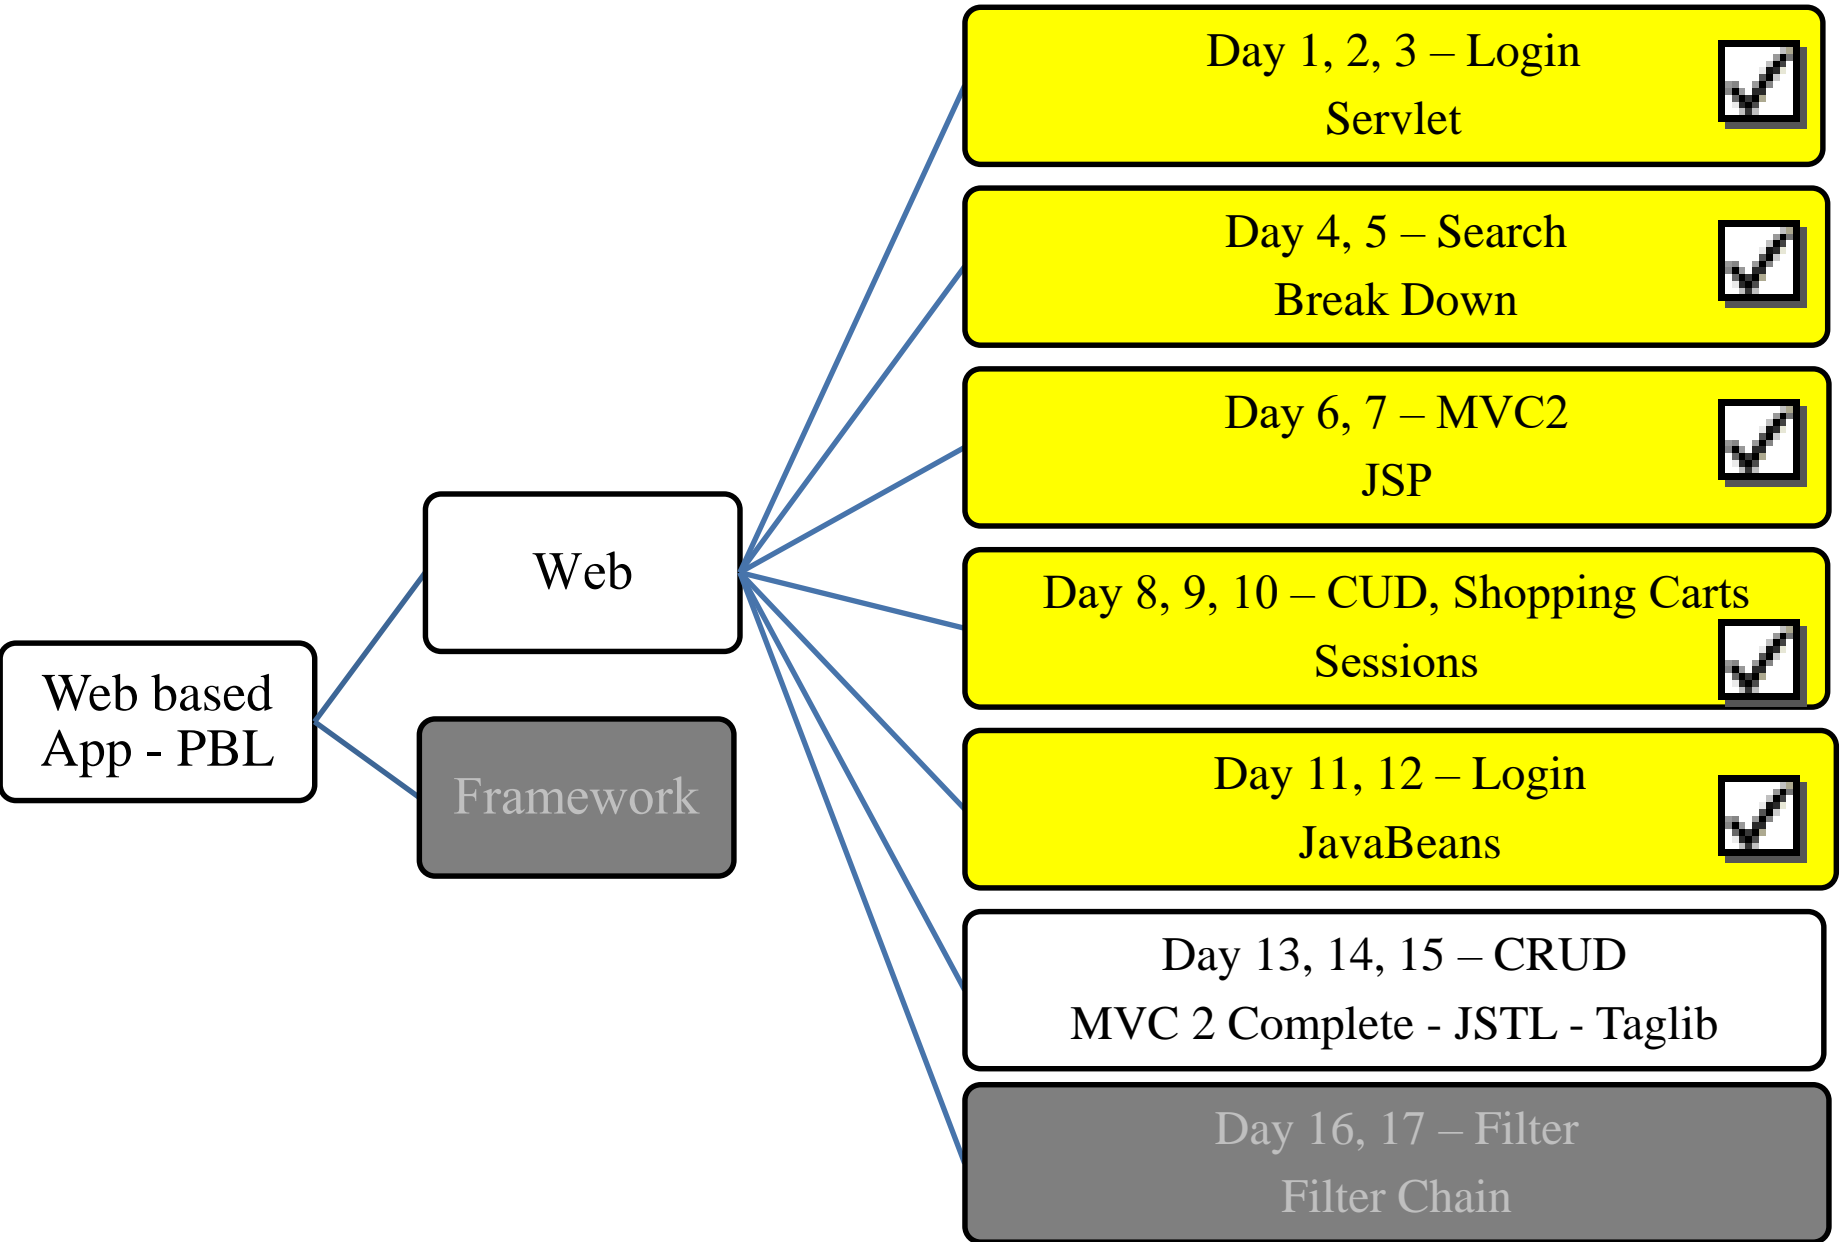 Web based
App - PBL
Web
Framework
Day 1, 2, 3 – Login
Servlet
Day 4, 5 – Search
Break Down
Day 6, 7 – MVC2
JSP
Day 8, 9, 10 – CUD, Shopping Carts
Sessions
Day 11, 12 – Login
JavaBeans
Day 13, 14, 15 – CRUD
MVC 2 Complete - JSTL - Taglib
Day 16, 17 – Filter
Filter Chain